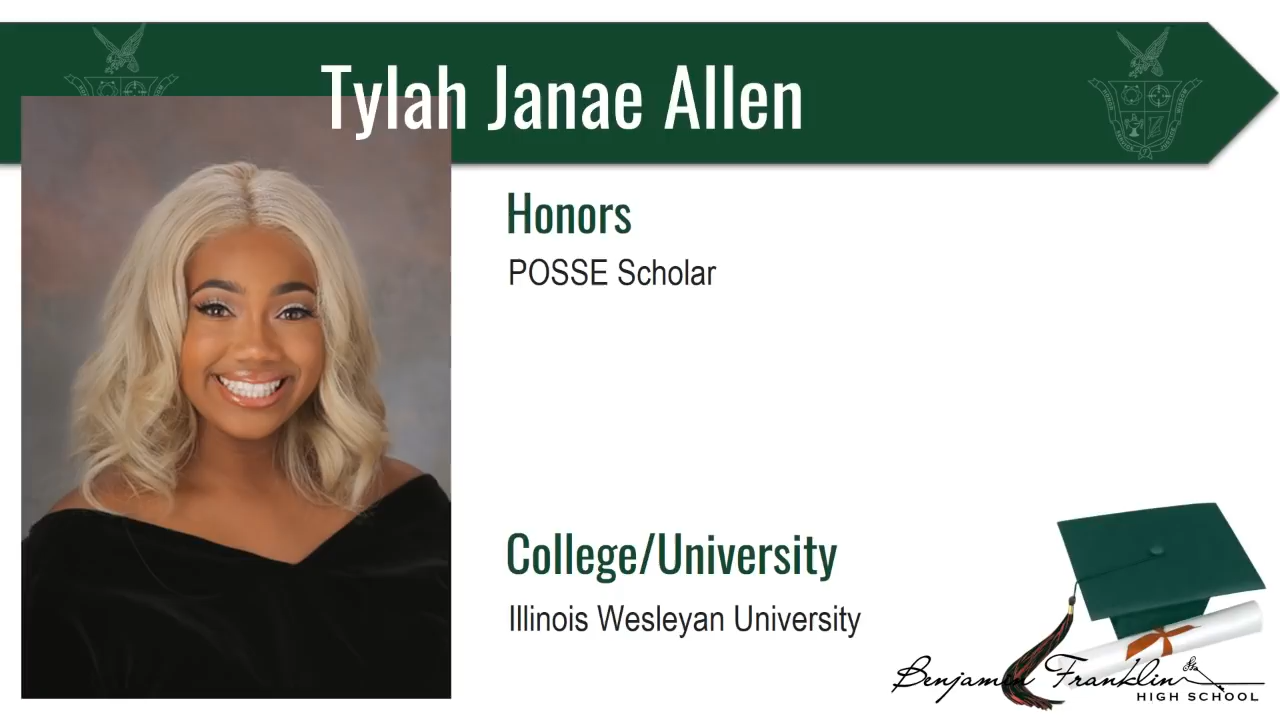 Tylah Janae Allen
Honors
POSSE Scholar
College/University
Illinois Wesleyan University
Benjamin Franklin
HIGH SCHOOL